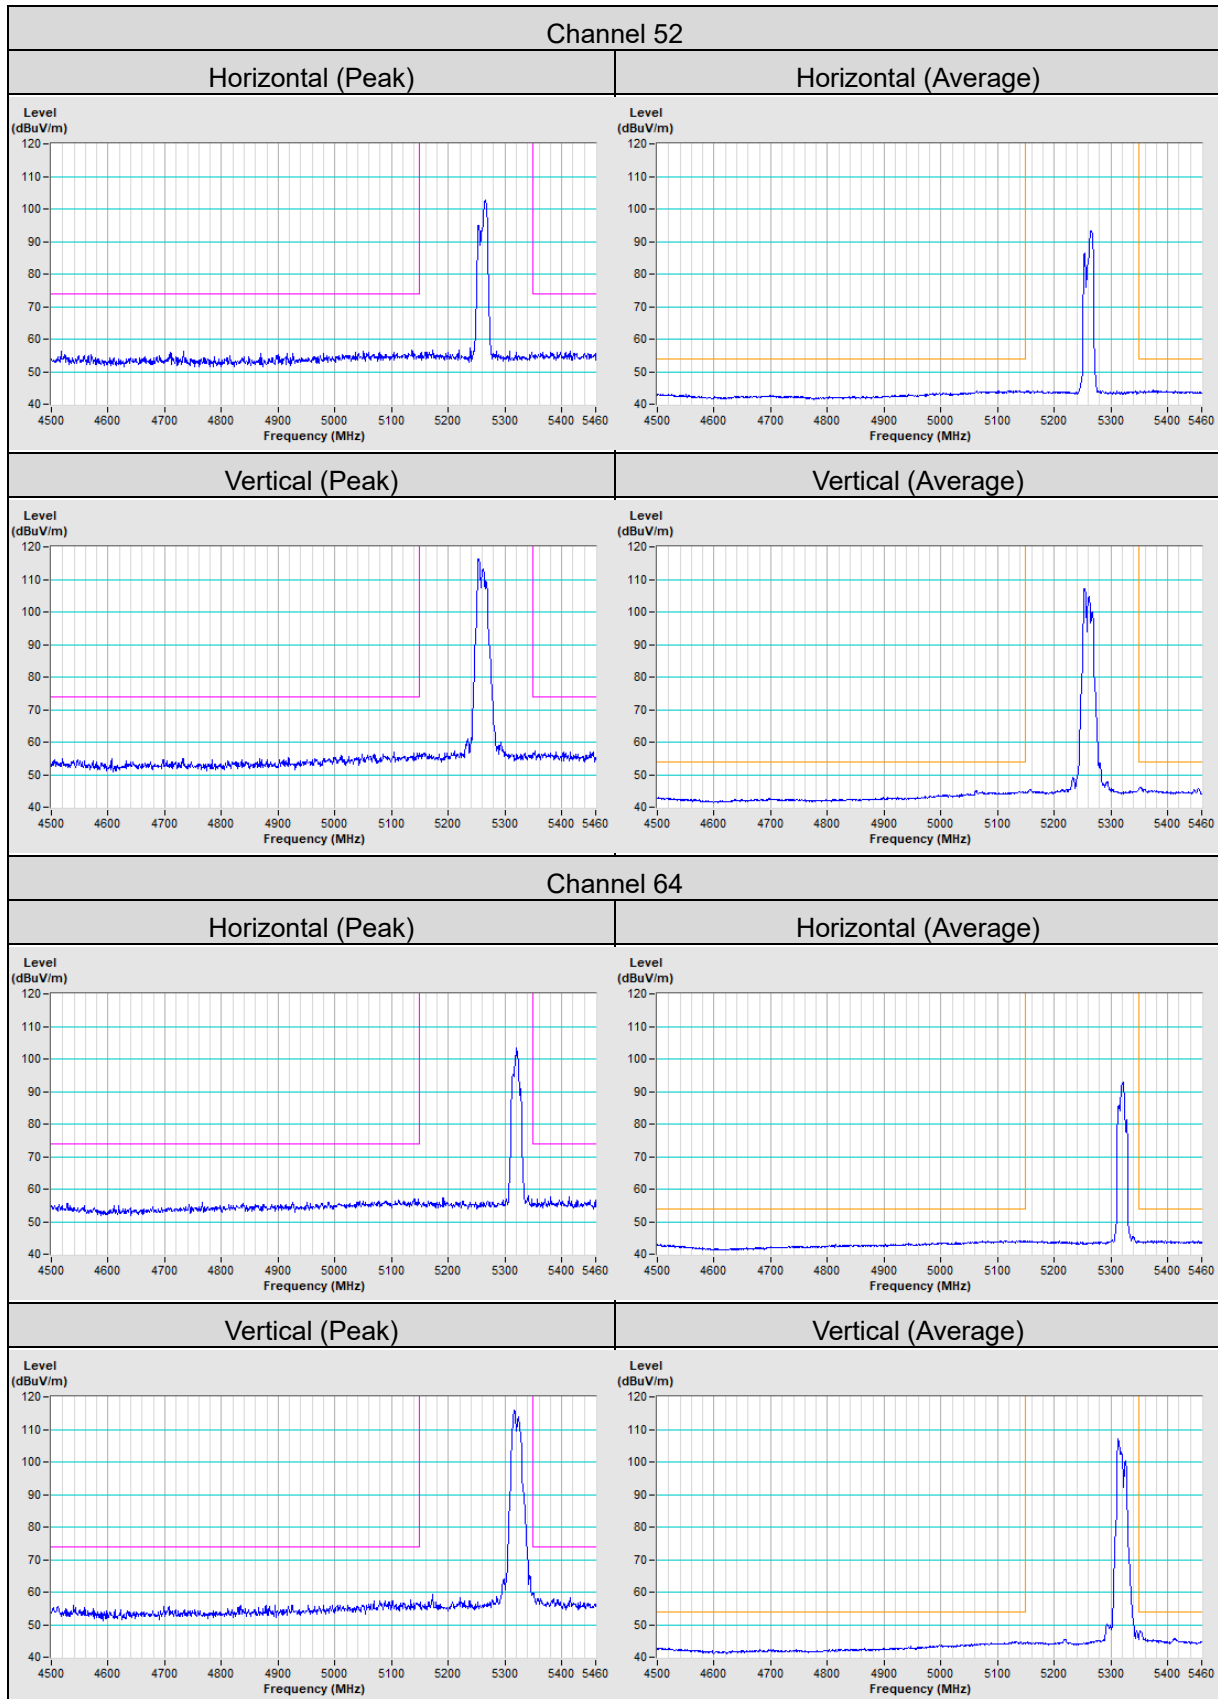 Channel 52
Horizontal (Peak) Horizontal (Average)
Level Level
(dBuV/m) (dBuV/m)
120 120
110 110
100 100
90 90
80 80
70 70
60 60
50 50
40 40
4500 4600 4700 4800 4900 5000 5100 5200 5300 5400 5460 4500 4600 4700 4800 4900 5000 5100 5200 5300 5400 5460
Frequency (MHz) Frequency (MHz)
Vertical (Peak) Vertical (Average)
Level Level
(dBuV/m) (dBuV/m)
120 120
110 110
100 100
90 90
80 80
70 70
60 60
50 50
40 40
4500 4600 4700 4800 4900 5000 5100 5200 5300 5400 5460 4500 4600 4700 4800 4900 5000 5100 5200 5300 5400 5460
Frequency (MHz) Frequency (MHz)
Channel 64
Horizontal (Peak) Horizontal (Average)
Level Level
(dBuV/m) (dBuV/m)
120 120
110 110
100 100
90 90
80 80
70 70
60 60
50 50
40 40
4500 4600 4700 4800 4900 5000 5100 5200 5300 5400 5460 4500 4600 4700 4800 4900 5000 5100 5200 5300 5400 5460
Frequency (MHz) Frequency (MHz)
Vertical (Peak) Vertical (Average)
Level Level
(dBuV/m) (dBuV/m)
120 120
110 110
100 100
90 90
80 80
70 70
60 60
50 50
40 40
4500 4600 4700 4800 4900 5000 5100 5200 5300 5400 5460 4500 4600 4700 4800 4900 5000 5100 5200 5300 5400 5460
Frequency (MHz) Frequency (MHz)